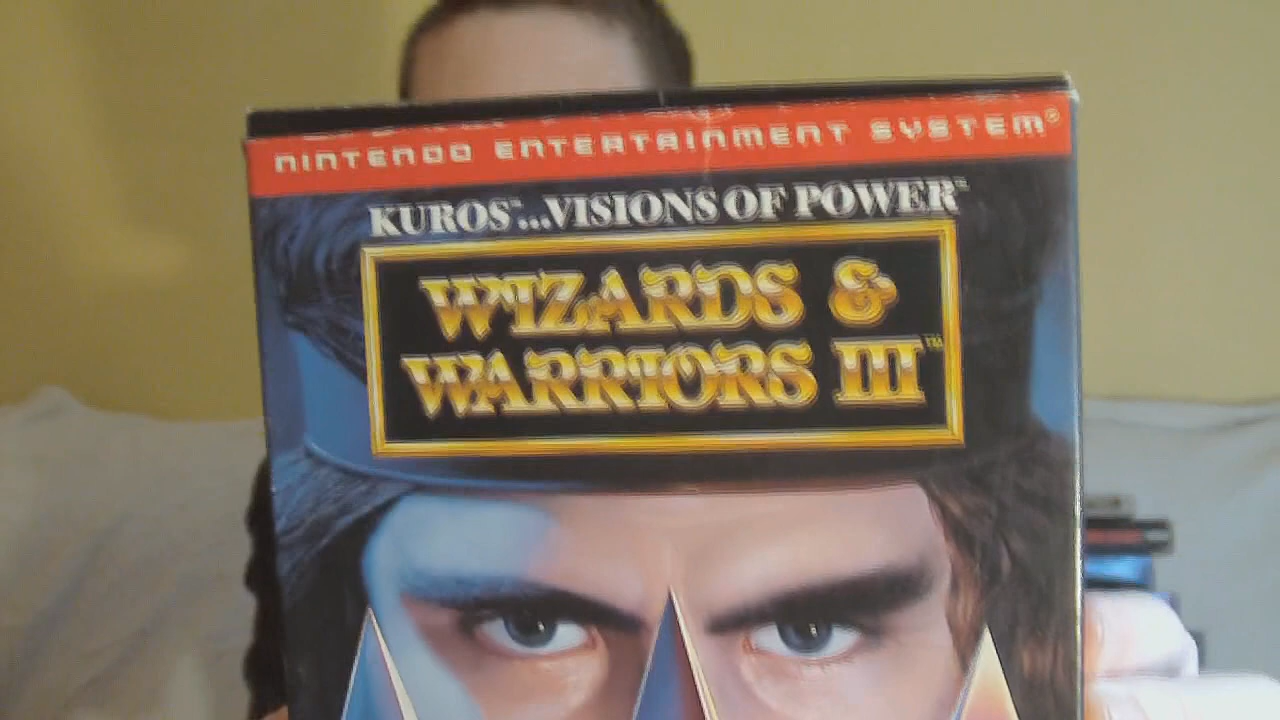 NINTENDO ENTERTAINMENT SYSTEM®
KUROS™...VISIONS OF POWER™
WIZARDS &
WARRIORS III™